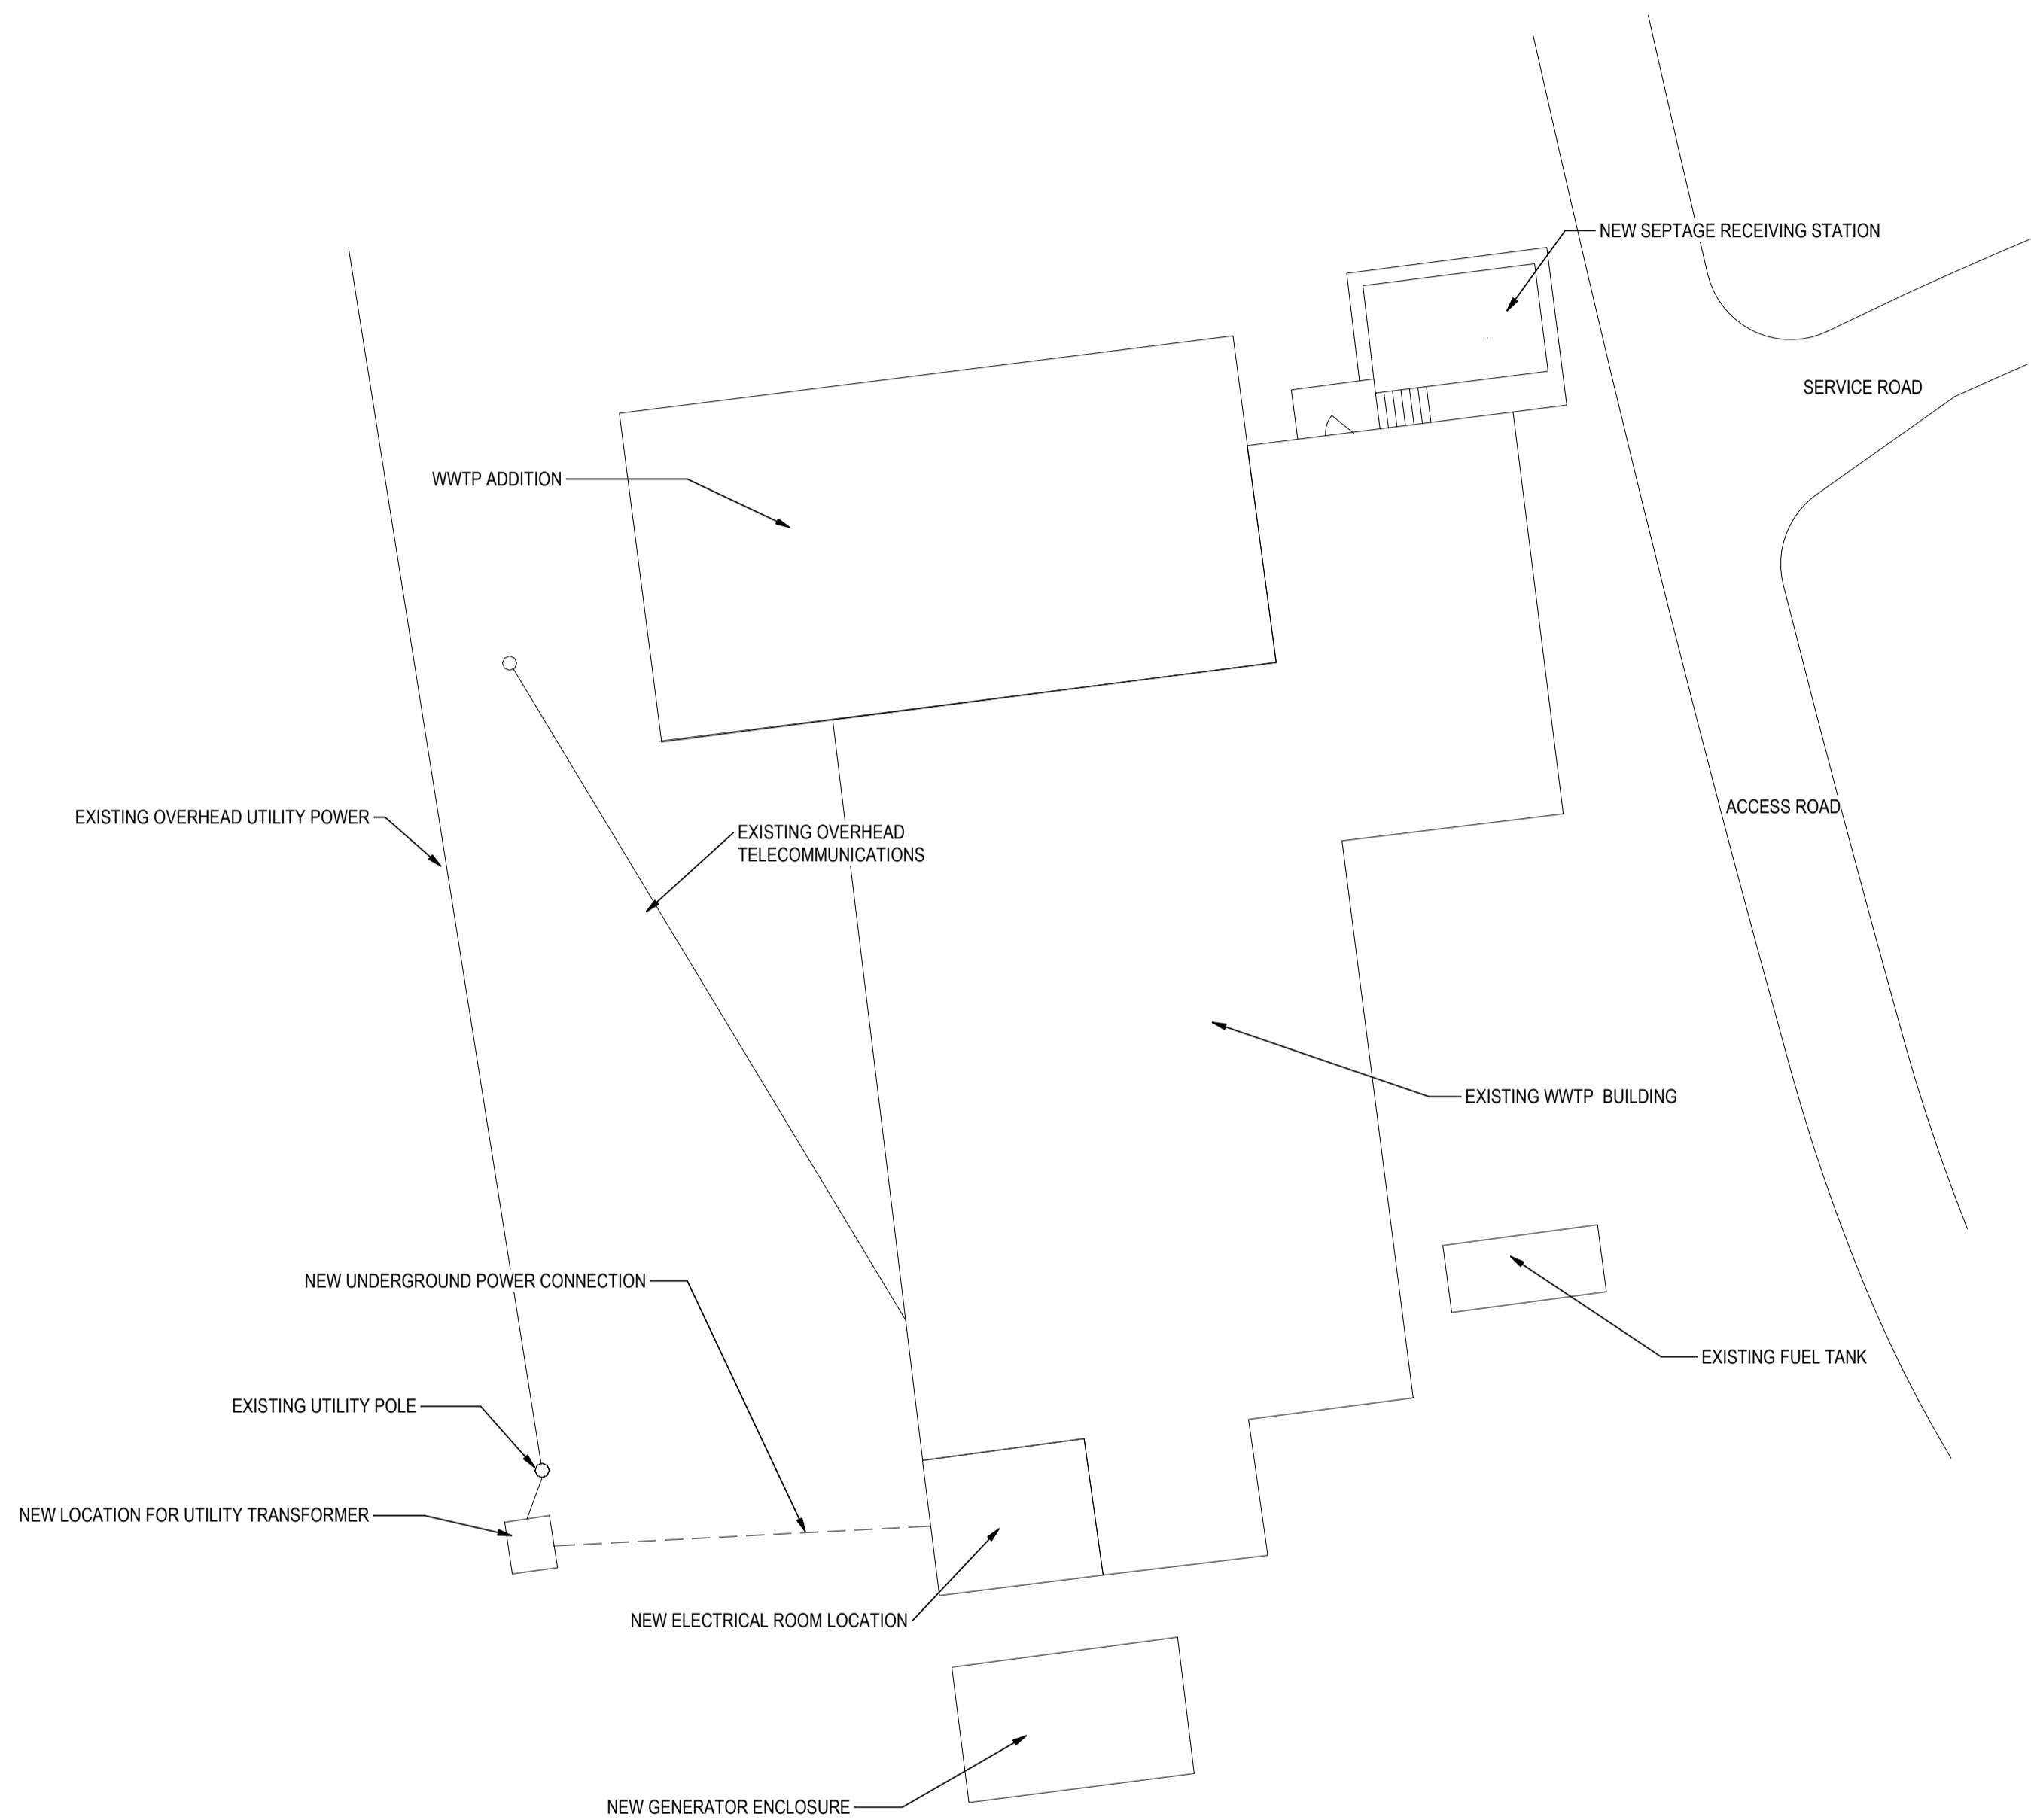 NEW SEPTAGE RECEIVING STATION
SERVICE ROAD
WWTP ADDITION
ACCESS ROAD
EXISTING OVERHEAD UTILITY POWER
EXISTING OVERHEAD
TELECOMMUNICATIONS
EXISTING WWTP  BUILDING
NEW UNDERGROUND POWER CONNECTION
EXISTING FUEL TANK
EXISTING UTILITY POLE
NEW LOCATION FOR UTILITY TRANSFORMER
NEW ELECTRICAL ROOM LOCATION
NEW GENERATOR ENCLOSURE